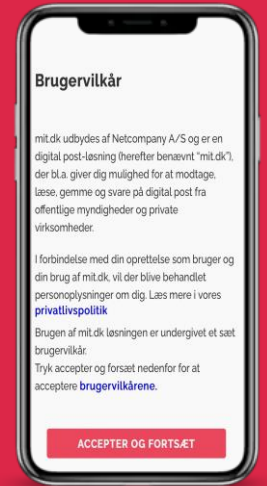 Brugervilkår
mit.dk udbydes af Netcompany A/S og er en
digital post-løsning (herefter benævnt "mit.dk"),
der bl.a. giver dig mulighed for at modtage,
læse, gemme og svare på digital post fra
offentlige myndigheder og private
virksomheder.
I forbindelse med din oprettelse som bruger og
din brug af mit.dk, vil der blive behandlet
personoplysninger om dig. Læs mere i vores
privatlivspolitik
Brugen af mit.dk løsningen er undergivet et sæt
brugervilkår.
Tryk accepter og forsæt nedenfor for at
acceptere brugervilkårene.
ACCEPTER OG FORTSÆT